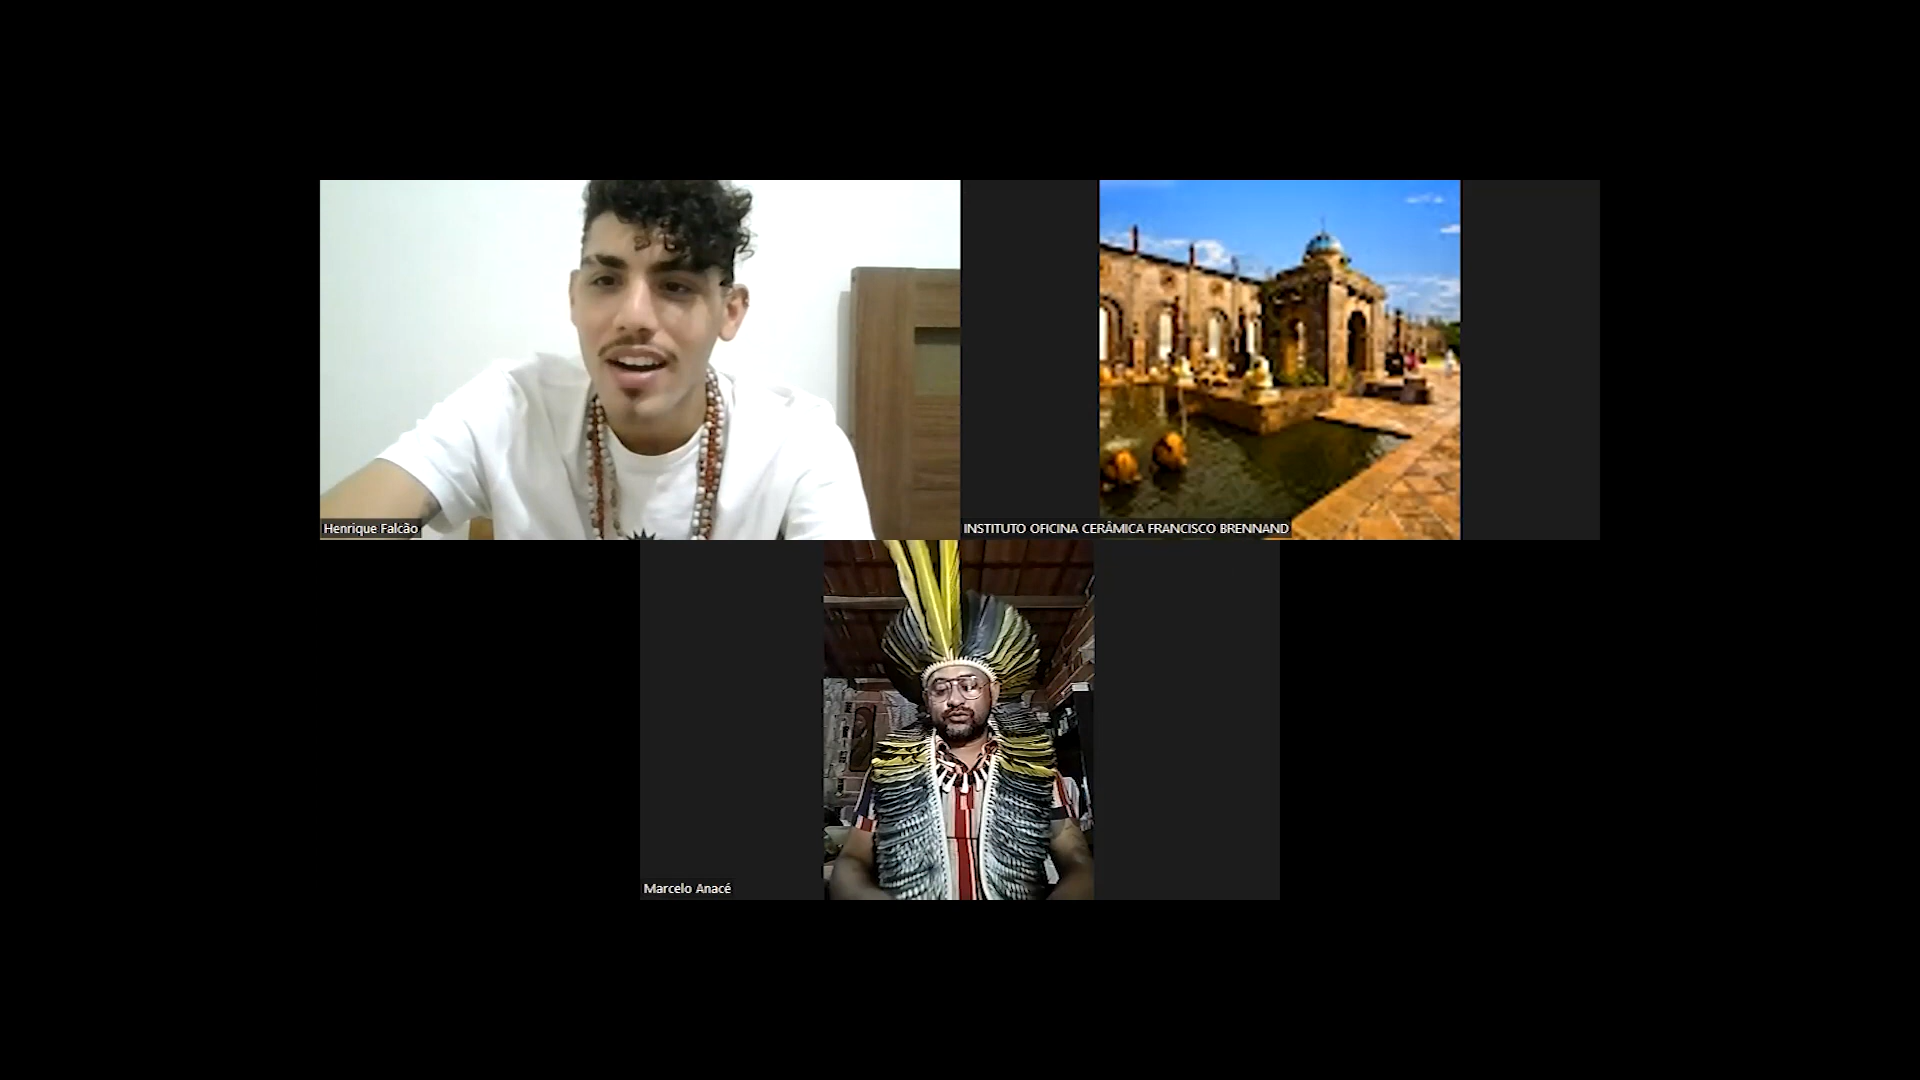 Henrique Falcão
INSTITUTO OFICINA CERÂMICA FRANCISCO BRENNAND
Marcelo Anacé